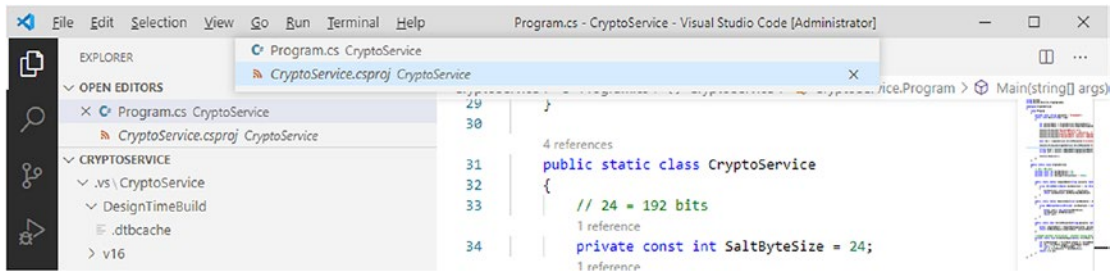 File Edit Selection View Go Run Terminal Help Program.cs - CryptoService - Visual Studio Code [Administrator]
EXPLORER
Program.cs CryptoService
CryptoService.csproj CryptoService
OPEN EDITORS
ice.Program > Main(string[] args)
Program.cs CryptoService
CryptoService.csproj CryptoService
CRYPTOSERVICE
.vs \ CryptoService
DesignTimeBuild
.dtbcache
v16
29 }
30
4 references
31 public static class CryptoService
32 {
33 // 24 = 192 bits
1 reference
34 private const int SaltByteSize = 24;
1 reference